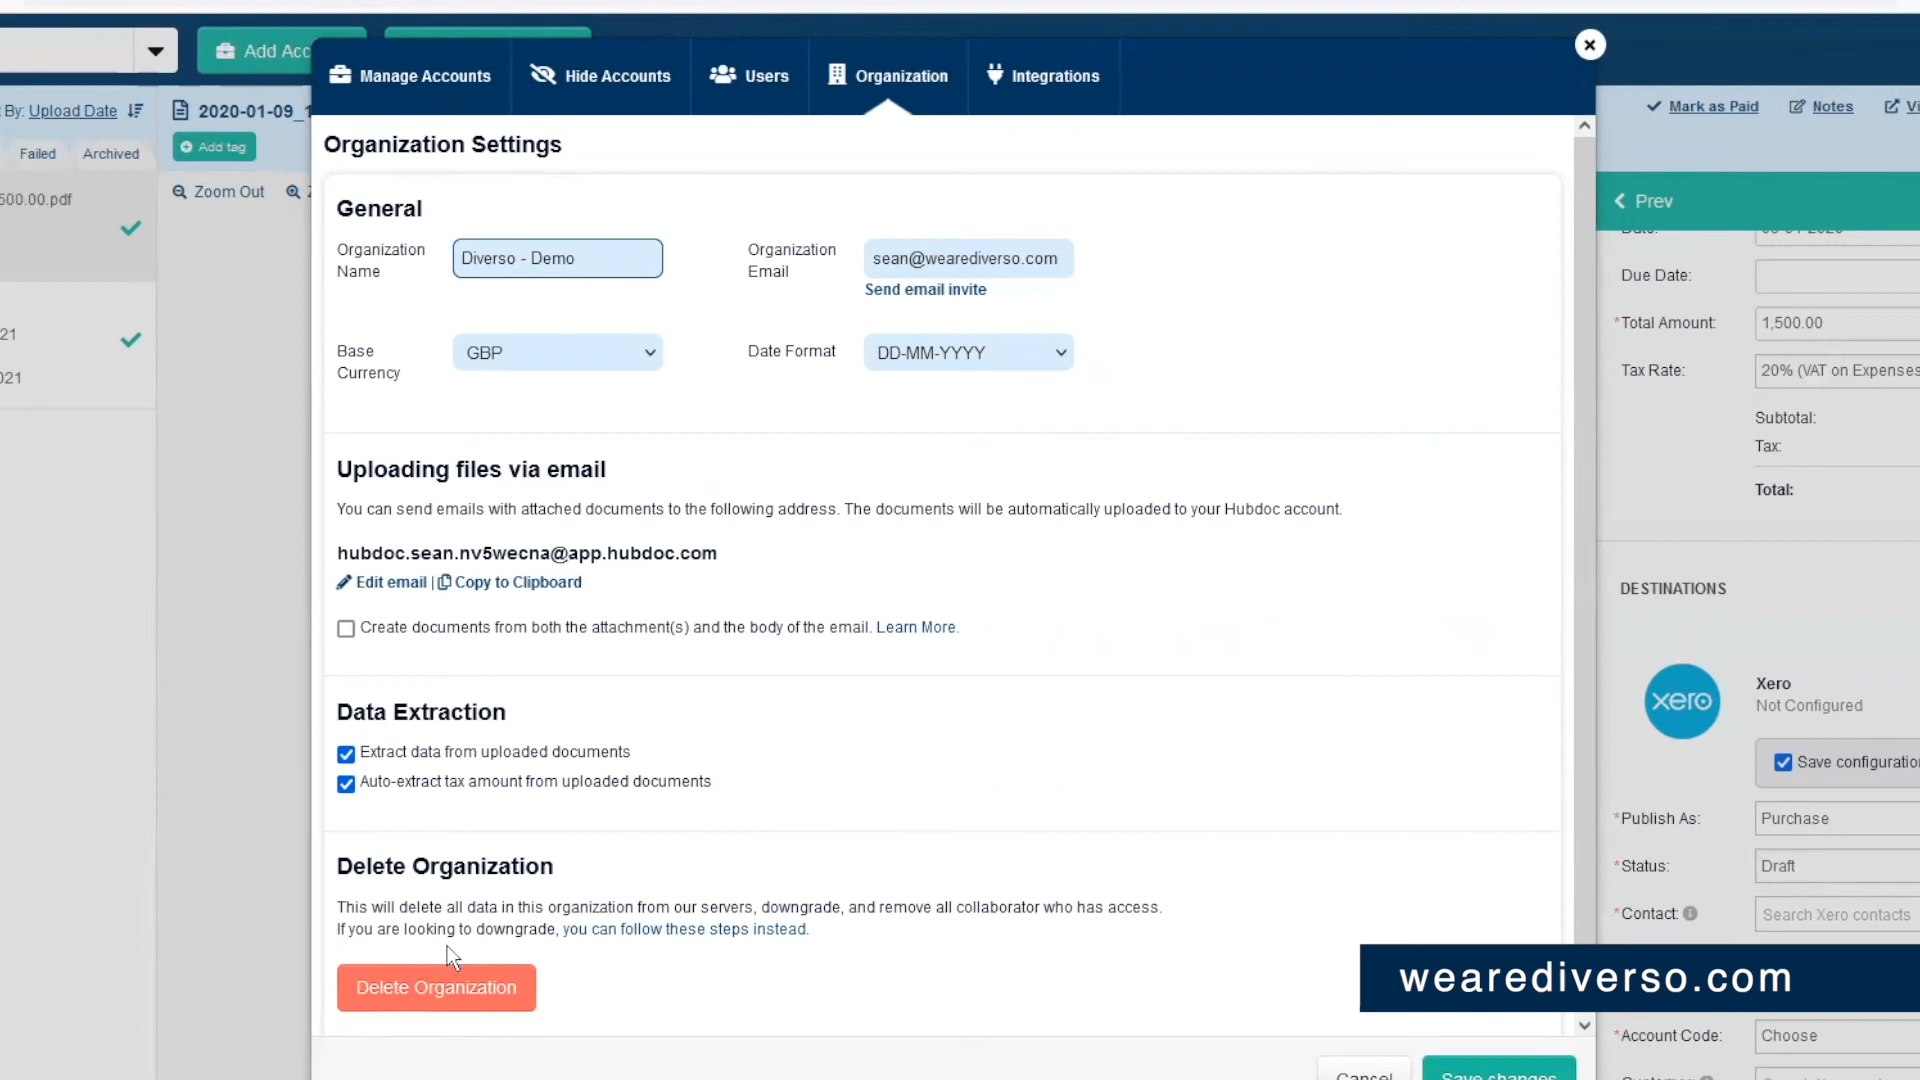 Add Acc
Manage Accounts
Hide Accounts
Users
Organization
Integrations
By: Upload Date
2020-01-09_1
Mark as Paid
Notes
Failed
Archived
Add tag
Organization Settings
500.00.pdf
Zoom Out
Prev
General
Organization
Name
Diverso - Demo
Organization
Email
sean@wearediverso.com
Send email invite
Due Date:
*Total Amount:
1,500.00
21
Base
Currency
GBP
Date Format
DD-MM-YYYY
021
Tax Rate:
20% (VAT on Expenses
Subtotal:
Tax:
Total:
Uploading files via email
You can send emails with attached documents to the following address. The documents will be automatically uploaded to your Hubdoc account.
hubdoc.sean.nv5wecna@app.hubdoc.com
Edit email | Copy to Clipboard
DESTINATIONS
Create documents from both the attachment(s) and the body of the email. Learn More.
xero
Xero
Not Configured
Data Extraction
Extract data from uploaded documents
Auto-extract tax amount from uploaded documents
Save configuration
*Publish As:
Purchase
Delete Organization
*Status:
Draft
This will delete all data in this organization from our servers, downgrade, and remove all collaborator who has access.
If you are looking to downgrade, you can follow these steps instead.
*Contact:
Search Xero contacts
Delete Organization
wearediverso.com
*Account Code:
Choose
Cancel
Save changes